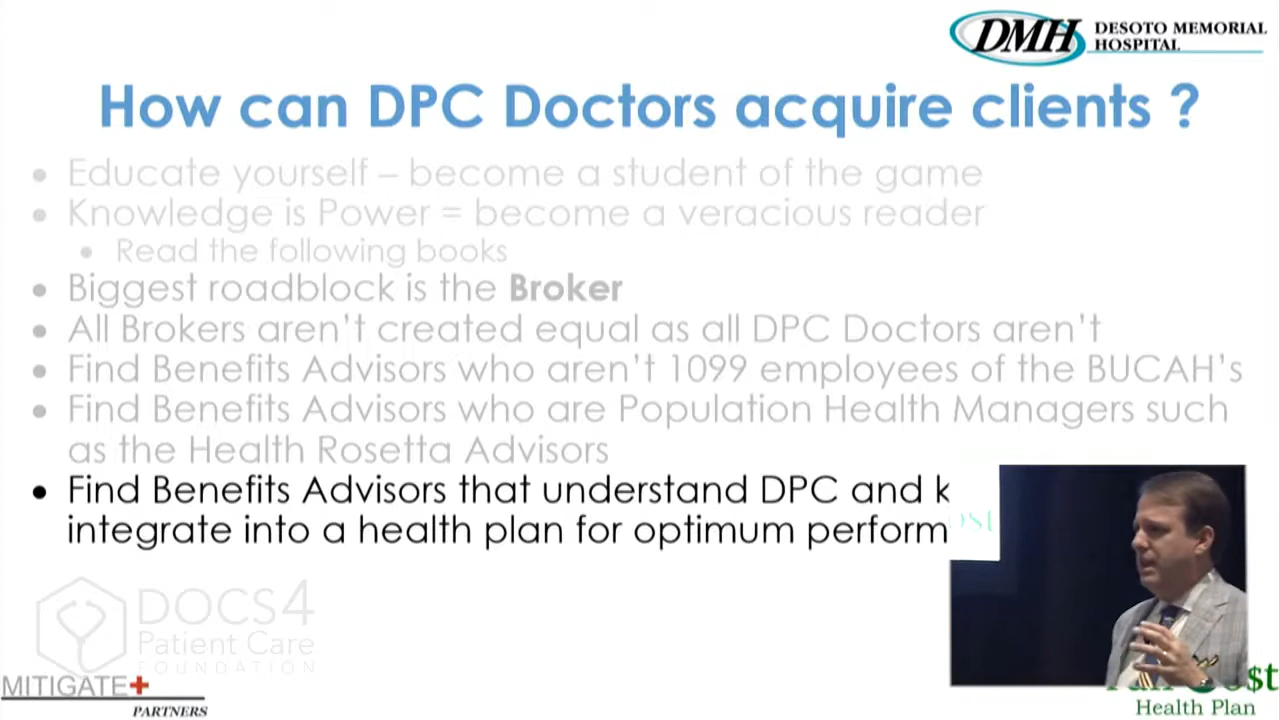 DMH DESOTO MEMORIAL
HOSPITAL
How can DPC Doctors acquire clients ?
• Educate yourself – become a student of the game
• Knowledge is Power = become a veracious reader
• Read the following books
• Biggest roadblock is the Broker
• All Brokers aren't created equal as all DPC Doctors aren't
• Find Benefits Advisors who aren't 1099 employees of the BUCAH's
• Find Benefits Advisors who are Population Health Managers such
as the Health Rosetta Advisors
• Find Benefits Advisors that understand DPC and k
integrate into a health plan for optimum perform
DOCS4
Patient Care
FOUNDATION
MITIGATE+
PARTNERS
Health Plan